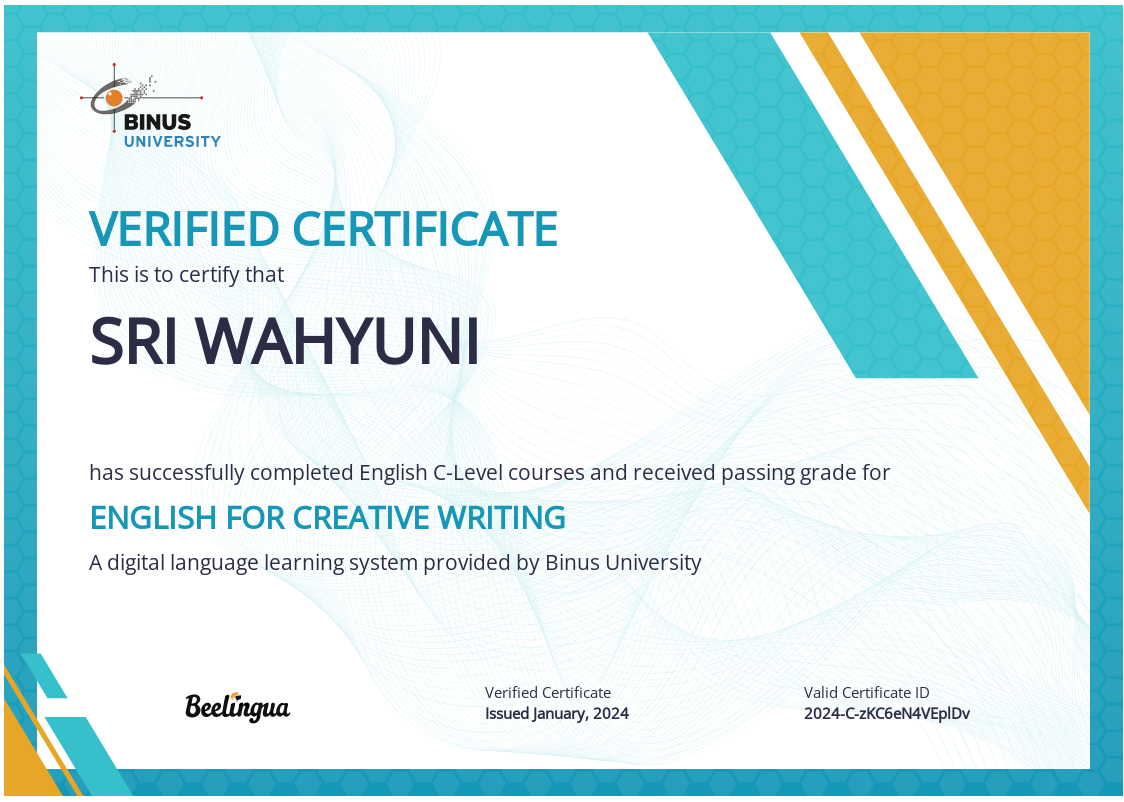 BINUS
UNIVERSITY
VERIFIED CERTIFICATE
This is to certify that
SRI WAHYUNI
has successfully completed English C-Level courses and received passing grade for
ENGLISH FOR CREATIVE WRITING
A digital language learning system provided by Binus University
Beelingua
Verified Certificate
Issued January, 2024
Valid Certificate ID
2024-C-zKC6eN4VEplDv